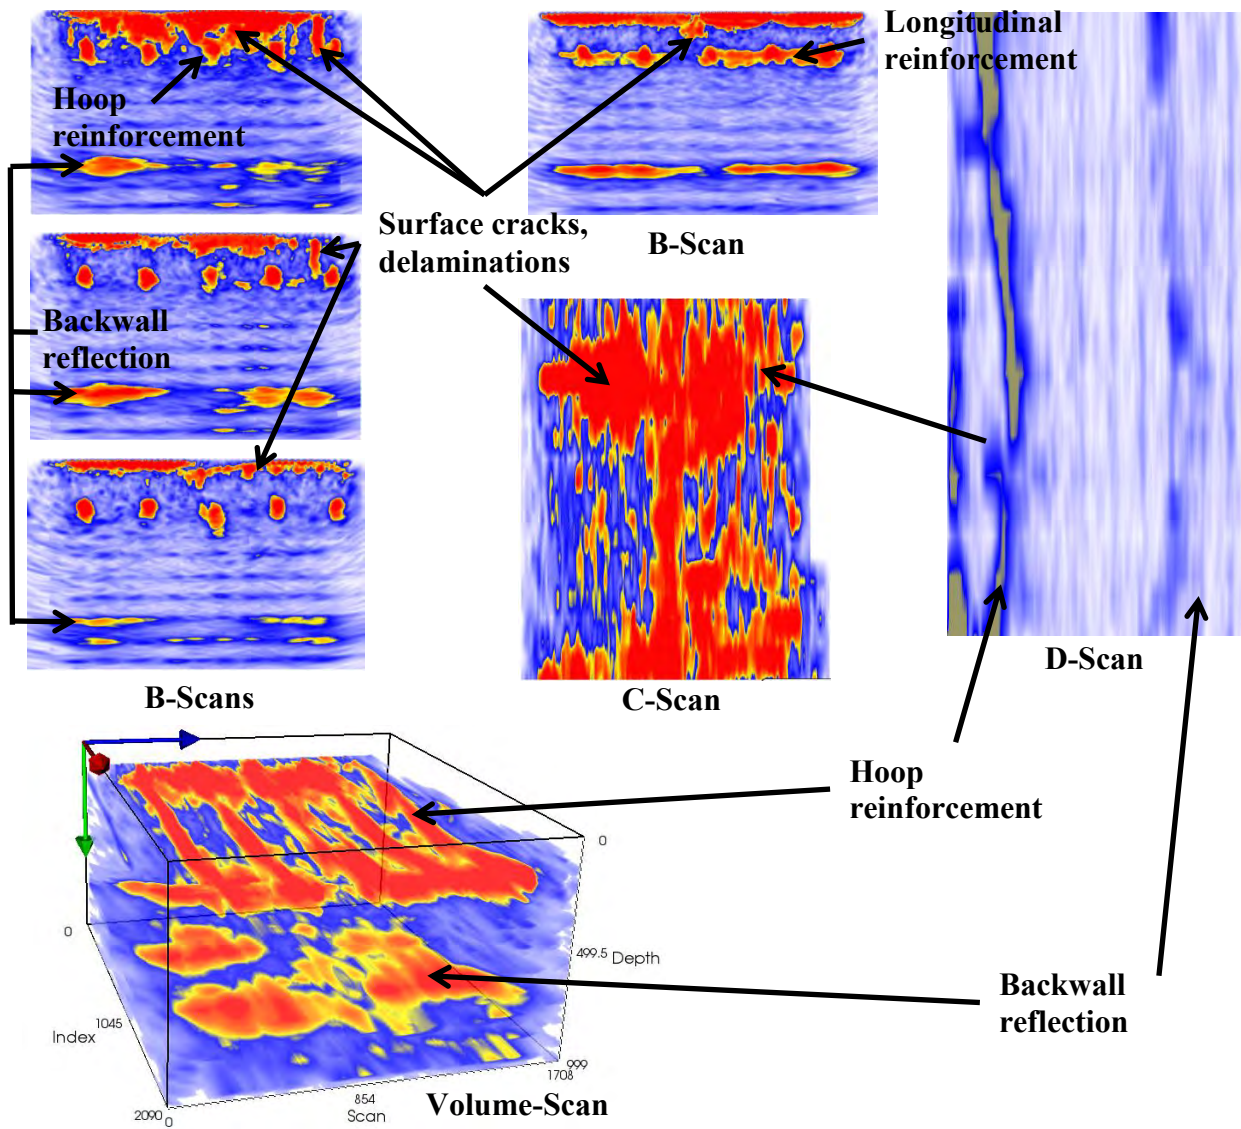 Longitudinal
reinforcement
Hoop
reinforcement
Surface cracks,
delaminations
B-Scan
Backwall
reflection
B-Scans
C-Scan
D-Scan
Hoop
reinforcement
0
0
499.5 Depth
Backwall
reflection
Index 1045
999
1708
854
Scan
2090
0
Volume-Scan